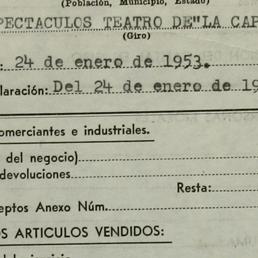 (Población, Municipio, Estado)
PECTACULOS TEATRO DE"LA CAP
(Giro)
: 24 de enero de 1953.
laración: Del 24 de enero de 19
omerciantes e industriales.
del negocio)
devoluciones
Resta:
eptos Anexo Núm.
OS ARTICULOS VENDIDOS: